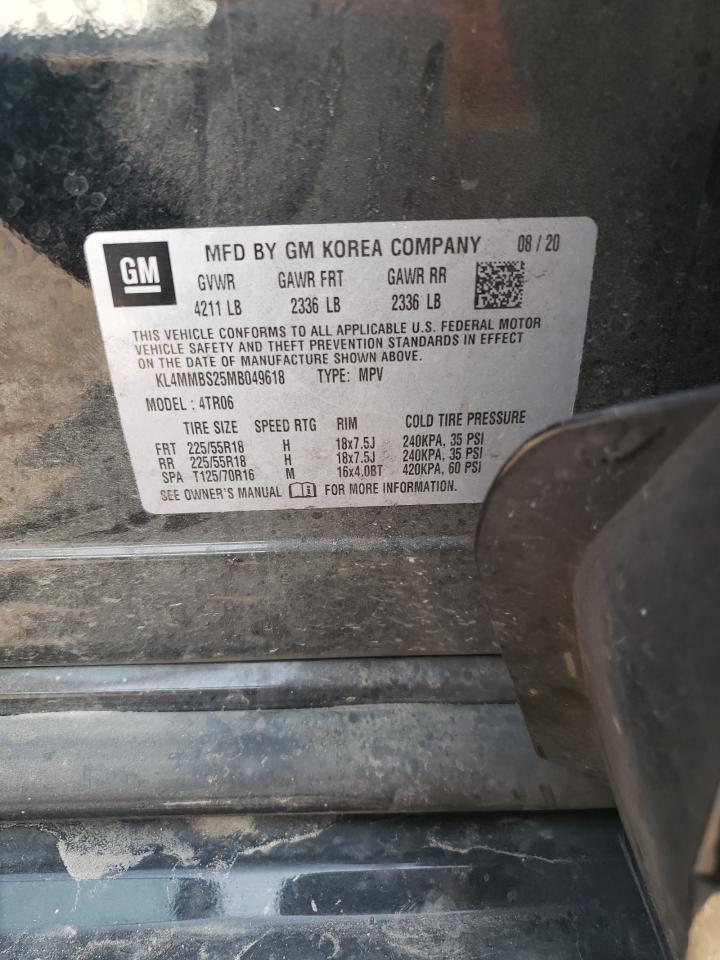 GM MFD BY GM KOREA COMPANY 08 / 20
GVWR GAWR FRT GAWR RR
4211 LB 2336 LB 2336 LB
THIS VEHICLE CONFORMS TO ALL APPLICABLE U.S. FEDERAL MOTOR
VEHICLE SAFETY AND THEFT PREVENTION STANDARDS IN EFFECT
ON THE DATE OF MANUFACTURE SHOWN ABOVE.
KL4MMBS25MB049618 TYPE: MPV
MODEL : 4TR06
TIRE SIZE SPEED RTG RIM COLD TIRE PRESSURE
FRT 225/55R18 H 18x7.5J 240KPA, 35 PSI
RR 225/55R18 H 18x7.5J 240KPA, 35 PSI
SPA T125/70R16 M 16x4.0BT 420KPA, 60 PSI
SEE OWNER'S MANUAL FOR MORE INFORMATION.